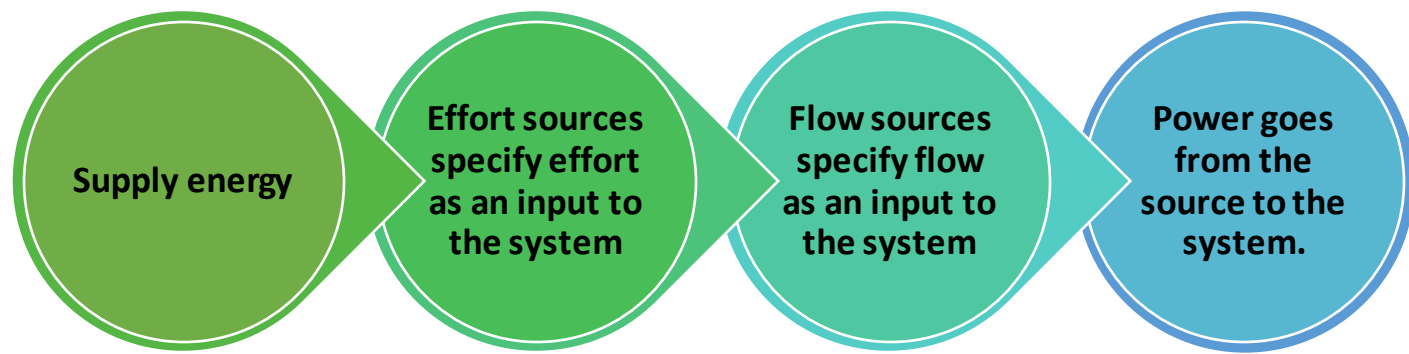 Supply energy
Effort sources
specify effort
as an input to
the system
Flow sources
specify flow
as an input to
the system
Power goes
from the
source to the
system.